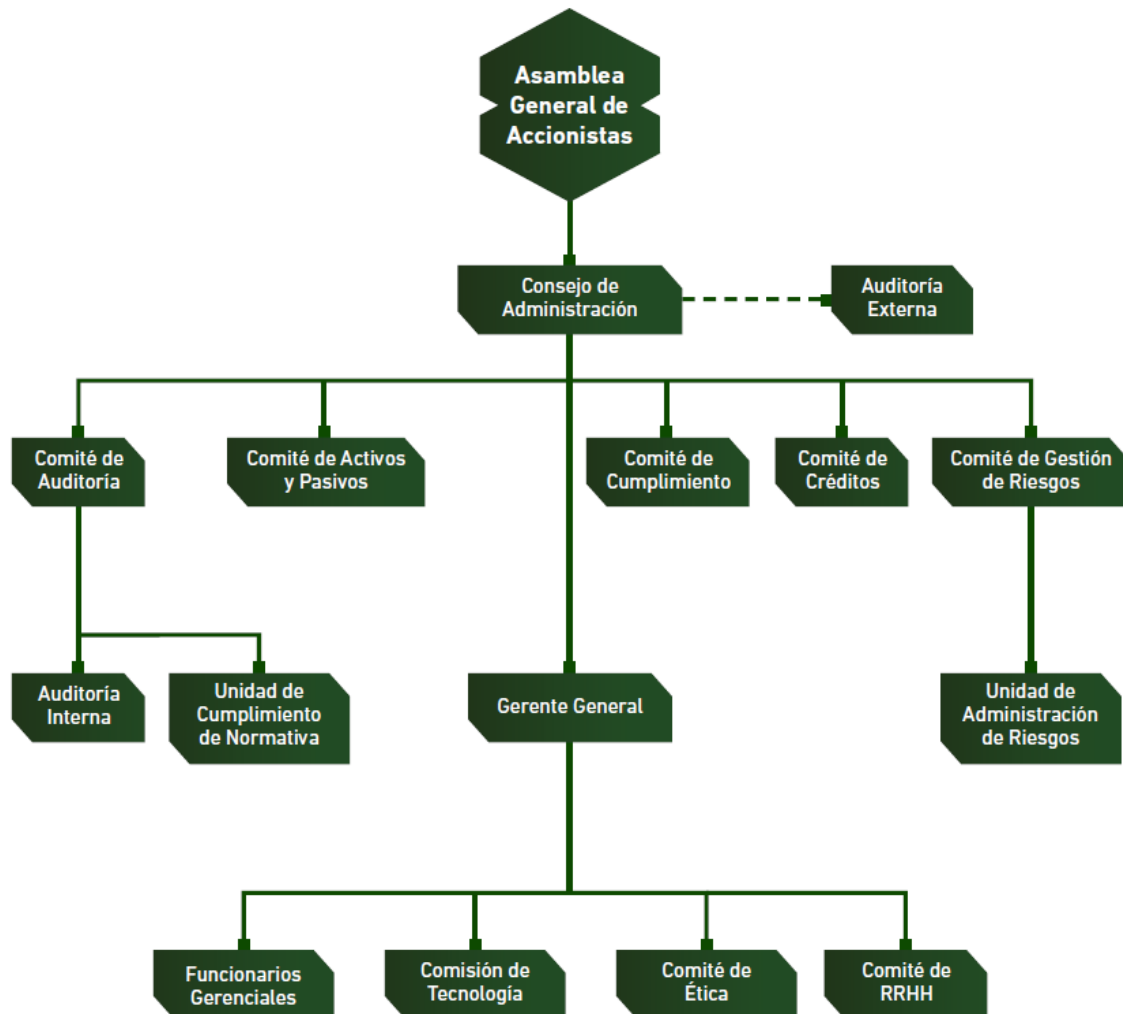 Asamblea
General de
Accionistas
Consejo de
Administración
Auditoría
Externa
Comité de
Auditoría
Comité de Activos
y Pasivos
Comité de
Cumplimiento
Comité de
Créditos
Comité de Gestión
de Riesgos
Auditoría
Interna
Unidad de
Cumplimiento
de Normativa
Gerente General
Unidad de
Administración
de Riesgos
Funcionarios
Gerenciales
Comisión de
Tecnología
Comité de
Ética
Comité de
RRHH